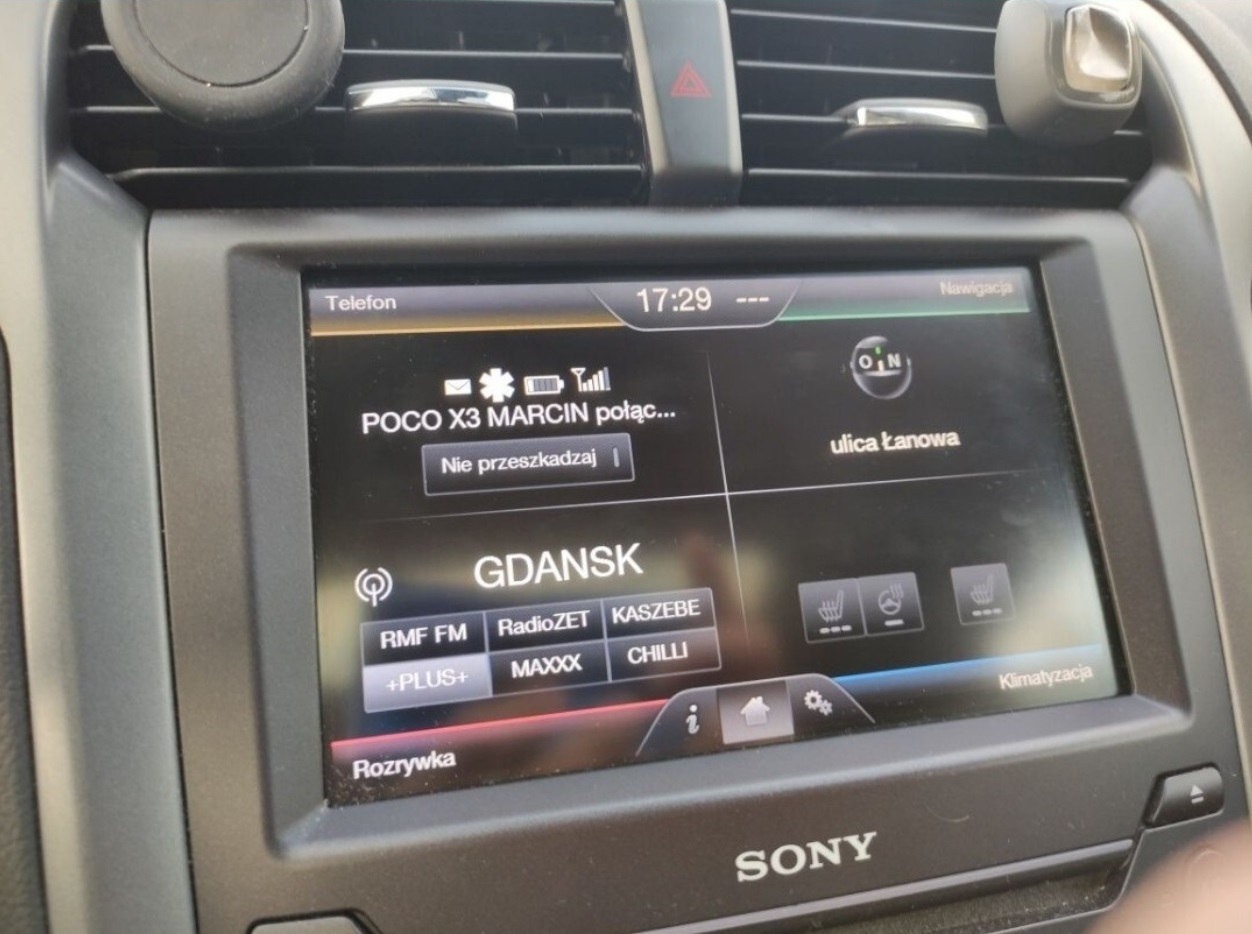 Telefon
17:29 ---
Nawigacja
O N
POCO X3 MARCIN połąc...
Nie przeszkadzaj
ulica Łanowa
GDANSK
RMF FM RadioZET KASZEBE
+PLUS+ MAXXX CHILLI
i
Rozrywka
Klimatyzacja
SONY